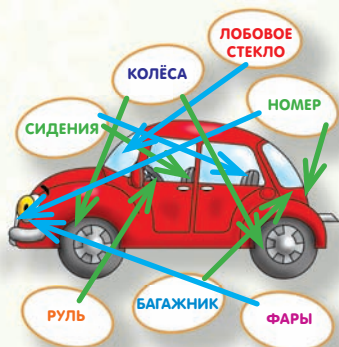 ЛОБОВОЕ
СТЕКЛО
КОЛЁСА
НОМЕР
СИДЕНИЯ
РУЛЬ
БАГАЖНИК
ФАРЫ